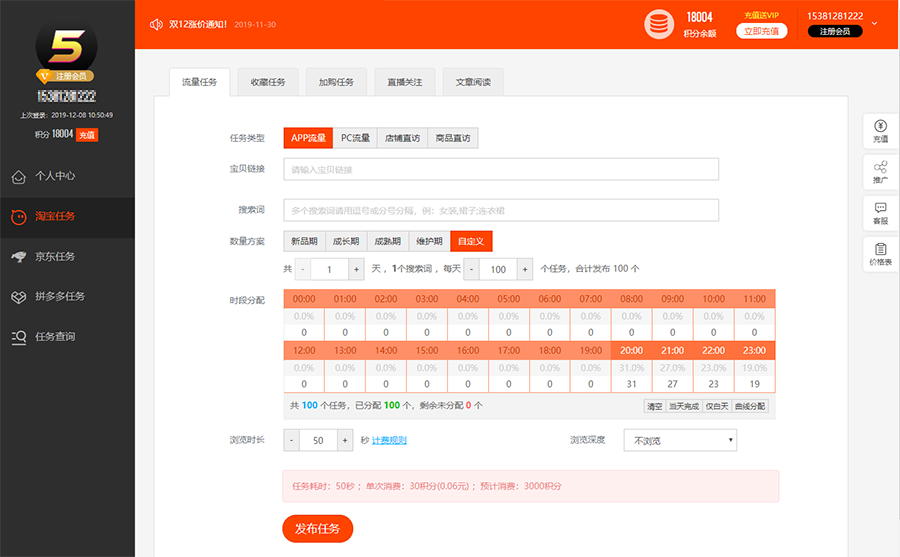 双12涨价通知! 2019-11-30
18004
积分余额
充值送VIP
立即充值
15381281222
注册会员
5
V 注册会员
15381281222
上次登录: 2019-12-08 10:50:49
积分 18004 充值
个人中心
淘宝任务
京东任务
拼多多任务
任务查询
流量任务 收藏任务 加购任务 直播关注 文章阅读
任务类型 APP流量 PC流量 店铺直访 商品直访
宝贝链接 请输入宝贝链接
搜索词 多个搜索词请用逗号或分号分隔，例：女装,裙子;连衣裙
数量方案 新品期 成长期 成熟期 维护期 自定义
共 - 1 + 天 ，1个搜索词 ，每天 - 100 + 个任务，合计发布 100 个
时段分配 00:00 01:00 02:00 03:00 04:00 05:00 06:00 07:00 08:00 09:00 10:00 11:00
0.0% 0.0% 0.0% 0.0% 0.0% 0.0% 0.0% 0.0% 0.0% 0.0% 0.0% 0.0%
0 0 0 0 0 0 0 0 0 0 0 0
12:00 13:00 14:00 15:00 16:00 17:00 18:00 19:00 20:00 21:00 22:00 23:00
0.0% 0.0% 0.0% 0.0% 0.0% 0.0% 0.0% 0.0% 31.0% 27.0% 23.0% 19.0%
0 0 0 0 0 0 0 0 31 27 23 19
共 100 个任务，已分配 100 个，剩余未分配 0 个 清空 当天完成 仅白天 曲线分配
浏览时长 - 50 + 秒 计费规则 浏览深度 不浏览
任务耗时：50秒 ；单次消费：30积分(0.06元) ；预计消费：3000积分
发布任务
充值
推广
客服
价格表